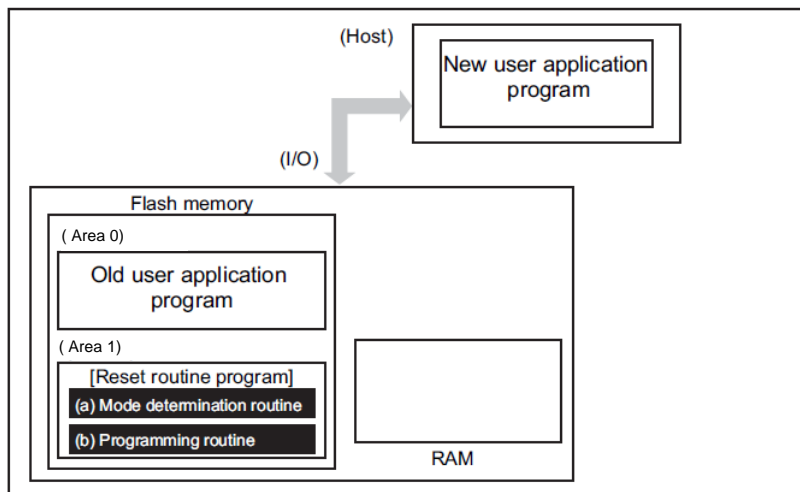 (Host)
New user application
program
(I/O)
Flash memory
( Area 0)
Old user application
program
( Area 1)
[Reset routine program]
(a) Mode determination routine
(b) Programming routine
RAM